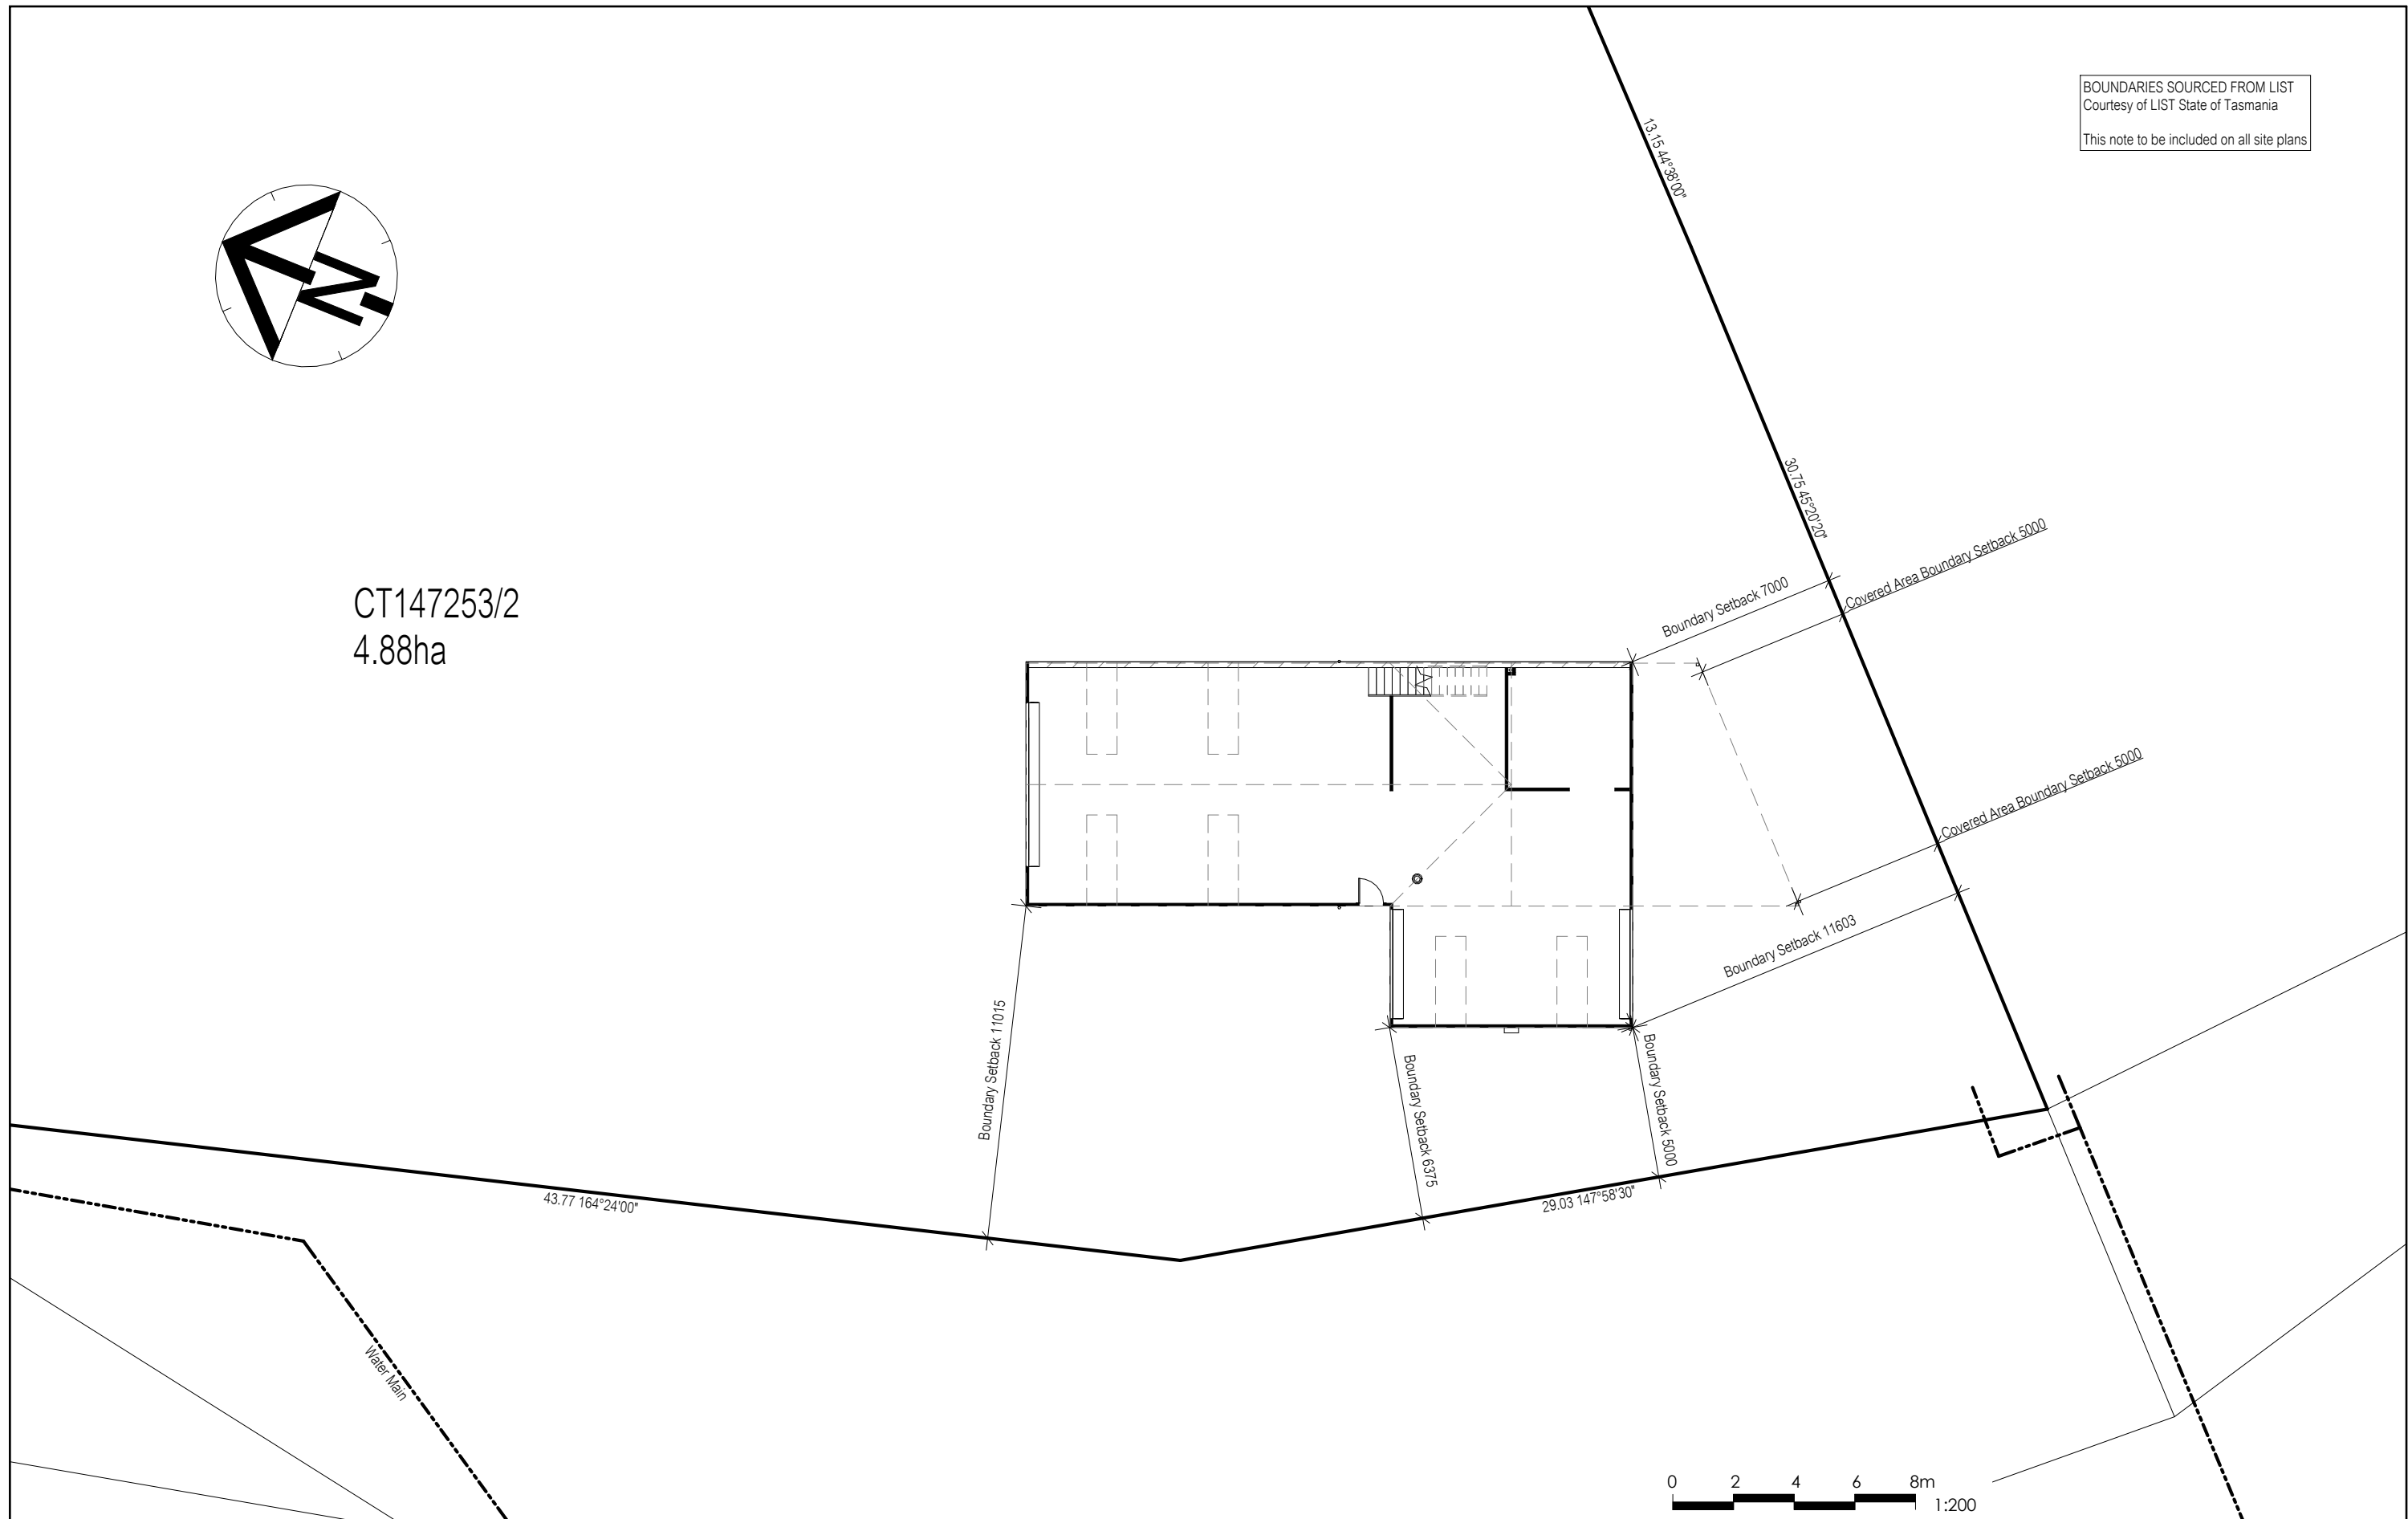 BOUNDARIES SOURCED FROM LIST
Courtesy of LIST State of Tasmania
This note to be included on all site plans
13.15 44°38'00"
N
30.75 45°20'20"
Covered Area Boundary Setback 5000
Boundary Setback 7000
CT147253/2
4.88ha
Covered Area Boundary Setback 5000
Boundary Setback 11603
Boundary Setback 11015
Boundary Setback 6375
Boundary Setback 5000
43.77 164°24'00"
29.03 147°58'30"
Water Main
0 2 4 6 8m
1:200